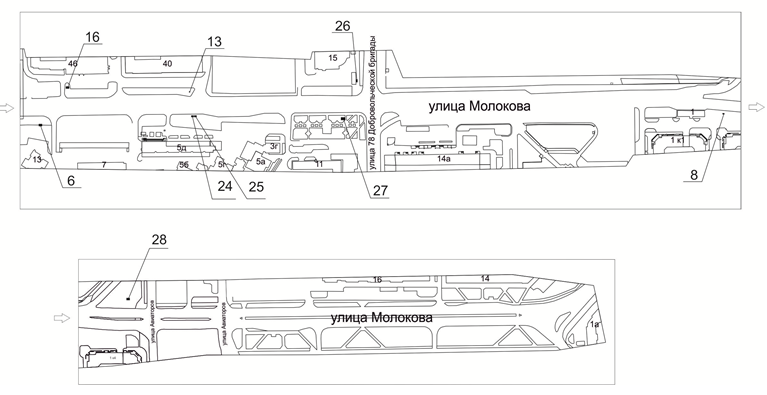 16
13
26
46
40
15
улица 78 Добровольческой бригады
улица Молокова
1
13
7
5д
5б
5г
5а
3г
11
14а
1 к1
6
24
25
27
8
28
16
14
улица Авиаторов
улица Авиаторов
улица Молокова
1а